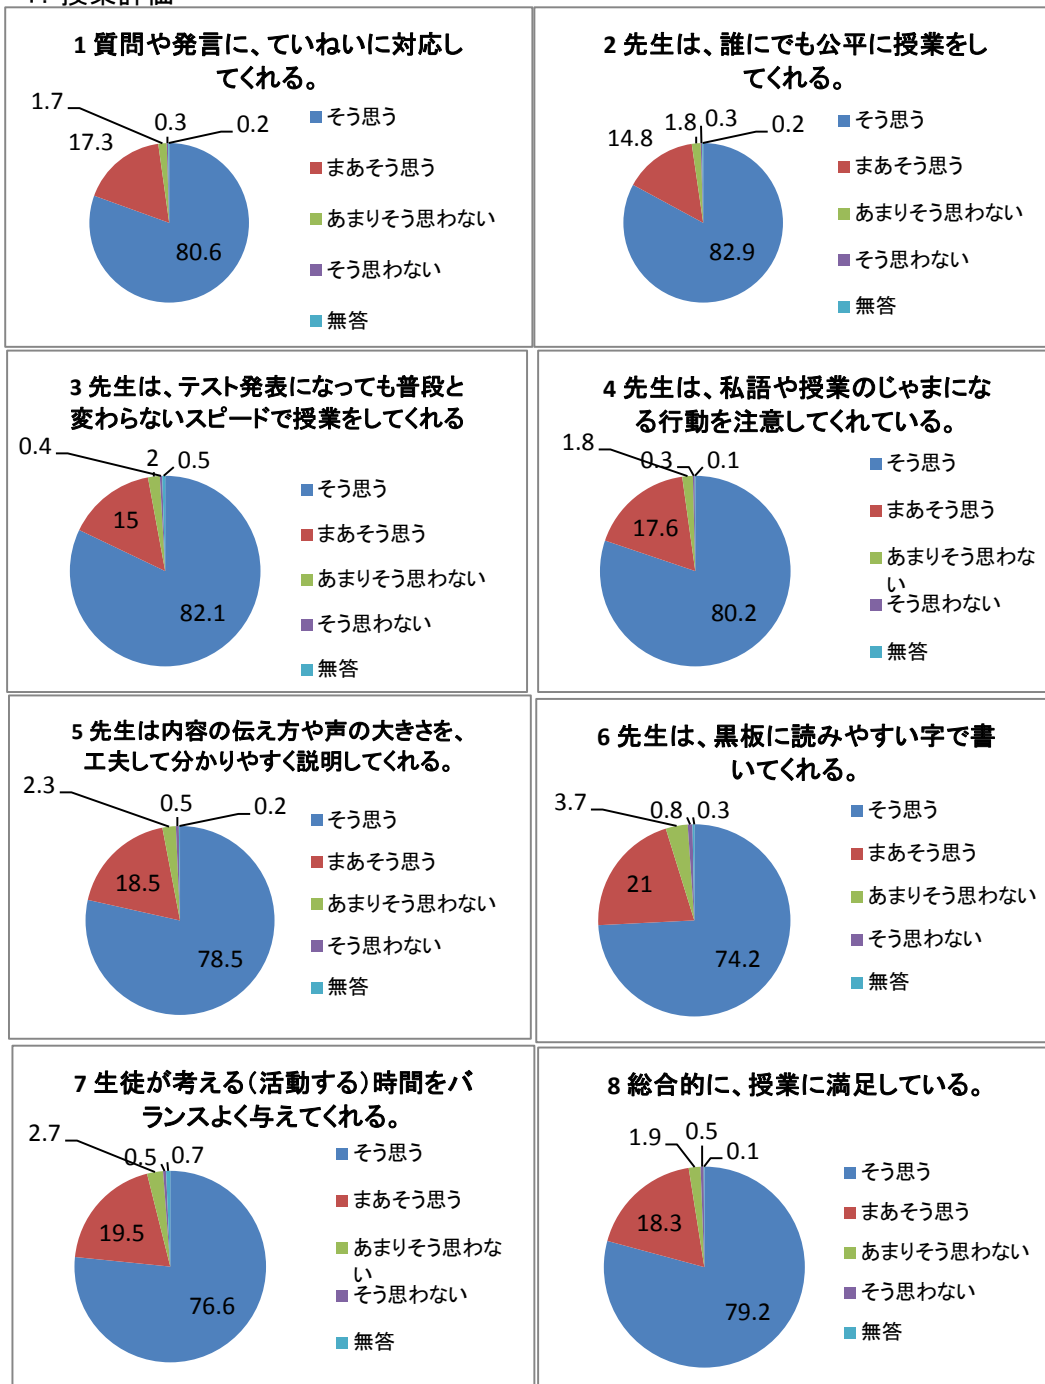 1 質問や発言に、ていねいに対応し
てくれる。
1.7
0.3
0.2
17.3
80.6
そう思う
まあそう思う
あまりそう思わない
そう思わない
無答
2 先生は、誰にでも公平に授業をし
てくれる。
14.8
1.8
0.3
0.2
82.9
そう思う
まあそう思う
あまりそう思わない
そう思わない
無答
3 先生は、テスト発表になっても普段と
変わらないスピードで授業をしてくれる
0.4
2
0.5
15
82.1
そう思う
まあそう思う
あまりそう思わない
そう思わない
無答
4 先生は、私語や授業のじゃまにな
る行動を注意してくれている。
1.8
0.3
0.1
17.6
80.2
そう思う
まあそう思う
あまりそう思わな
い
そう思わない
無答
5 先生は内容の伝え方や声の大きさを、
工夫して分かりやすく説明してくれる。
2.3
0.5
0.2
18.5
78.5
そう思う
まあそう思う
あまりそう思わない
そう思わない
無答
6 先生は、黒板に読みやすい字で書
いてくれる。
3.7
0.8
0.3
21
74.2
そう思う
まあそう思う
あまりそう思わない
そう思わない
無答
7 生徒が考える(活動する)時間をバ
ランスよく与えてくれる。
2.7
0.5
0.7
19.5
76.6
そう思う
まあそう思う
あまりそう思わな
い
そう思わない
無答
8 総合的に、授業に満足している。
1.9
0.5
0.1
18.3
79.2
そう思う
まあそう思う
あまりそう思わない
そう思わない
無答